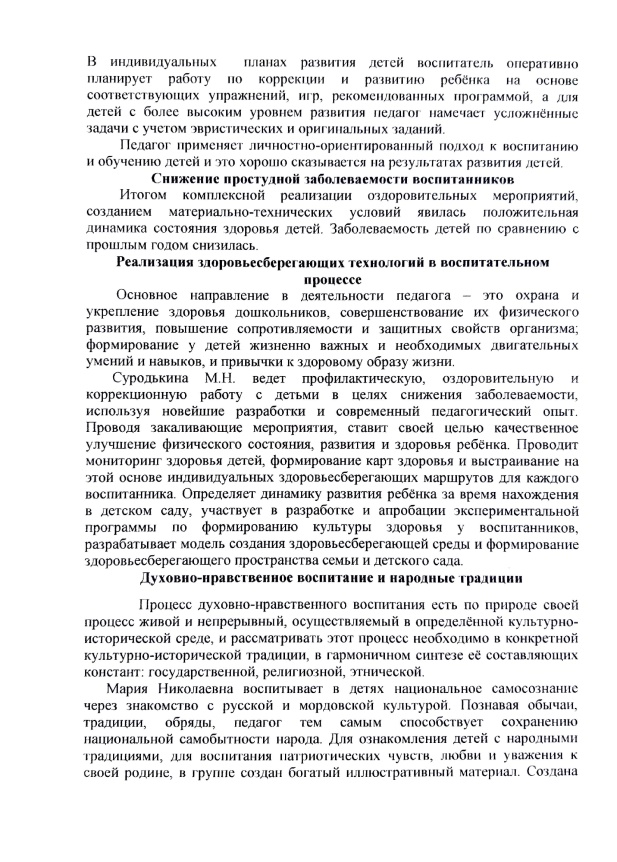 В индивидуальных планах развития детей воспитатель оперативно
планирует работу по коррекции и развитию ребёнка на основе
соответствующих упражнений, игр, рекомендованных программой, а для
детей с более высоким уровнем развития педагог намечает усложнённые
задачи с учетом эвристических и оригинальных заданий.
Педагог применяет личностно-ориентированный подход к воспитанию
и обучению детей и это хорошо сказывается на результатах развития детей.
Снижение простудной заболеваемости воспитанников
Итогом комплексной реализации оздоровительных мероприятий,
созданием материально-технических условий явилась положительная
динамика состояния здоровья детей. Заболеваемость детей по сравнению с
прошлым годом снизилась.
Реализация здоровьесберегающих технологий в воспитательном
процессе
Основное направление в деятельности педагога – это охрана и
укрепление здоровья дошкольников, совершенствование их физического
развития, повышение сопротивляемости и защитных свойств организма;
формирование у детей жизненно важных и необходимых двигательных
умений и навыков, и привычки к здоровому образу жизни.
Суродькина М.Н. ведет профилактическую, оздоровительную и
коррекционную работу с детьми в целях снижения заболеваемости,
используя новейшие разработки и современный педагогический опыт.
Проводя закаливающие мероприятия, ставит своей целью качественное
улучшение физического состояния, развития и здоровья ребёнка. Проводит
мониторинг здоровья детей, формирование карт здоровья и выстраивание на
этой основе индивидуальных здоровьесберегающих маршрутов для каждого
воспитанника. Определяет динамику развития ребёнка за время нахождения
в детском саду, участвует в разработке и апробации экспериментальной
программы по формированию культуры здоровья у воспитанников,
разрабатывает модель создания здоровьесберегающей среды и формирование
здоровьесберегающего пространства семьи и детского сада.
Духовно-нравственное воспитание и народные традиции
Процесс духовно-нравственного воспитания есть по природе своей
процесс живой и непрерывный, осуществляемый в определённой культурно-
исторической среде, и рассматривать этот процесс необходимо в конкретной
культурно-исторической традиции, в гармоничном синтезе её составляющих
констант: государственной, религиозной, этнической.
Мария Николаевна воспитывает в детях национальное самосознание
через знакомство с русской и мордовской культурой. Познавая обычаи,
традиции, обряды, педагог тем самым способствует сохранению
национальной самобытности народа. Для ознакомления детей с народными
традициями, для воспитания патриотических чувств, любви и уважения к
своей родине, в группе создан богатый иллюстративный материал. Создана